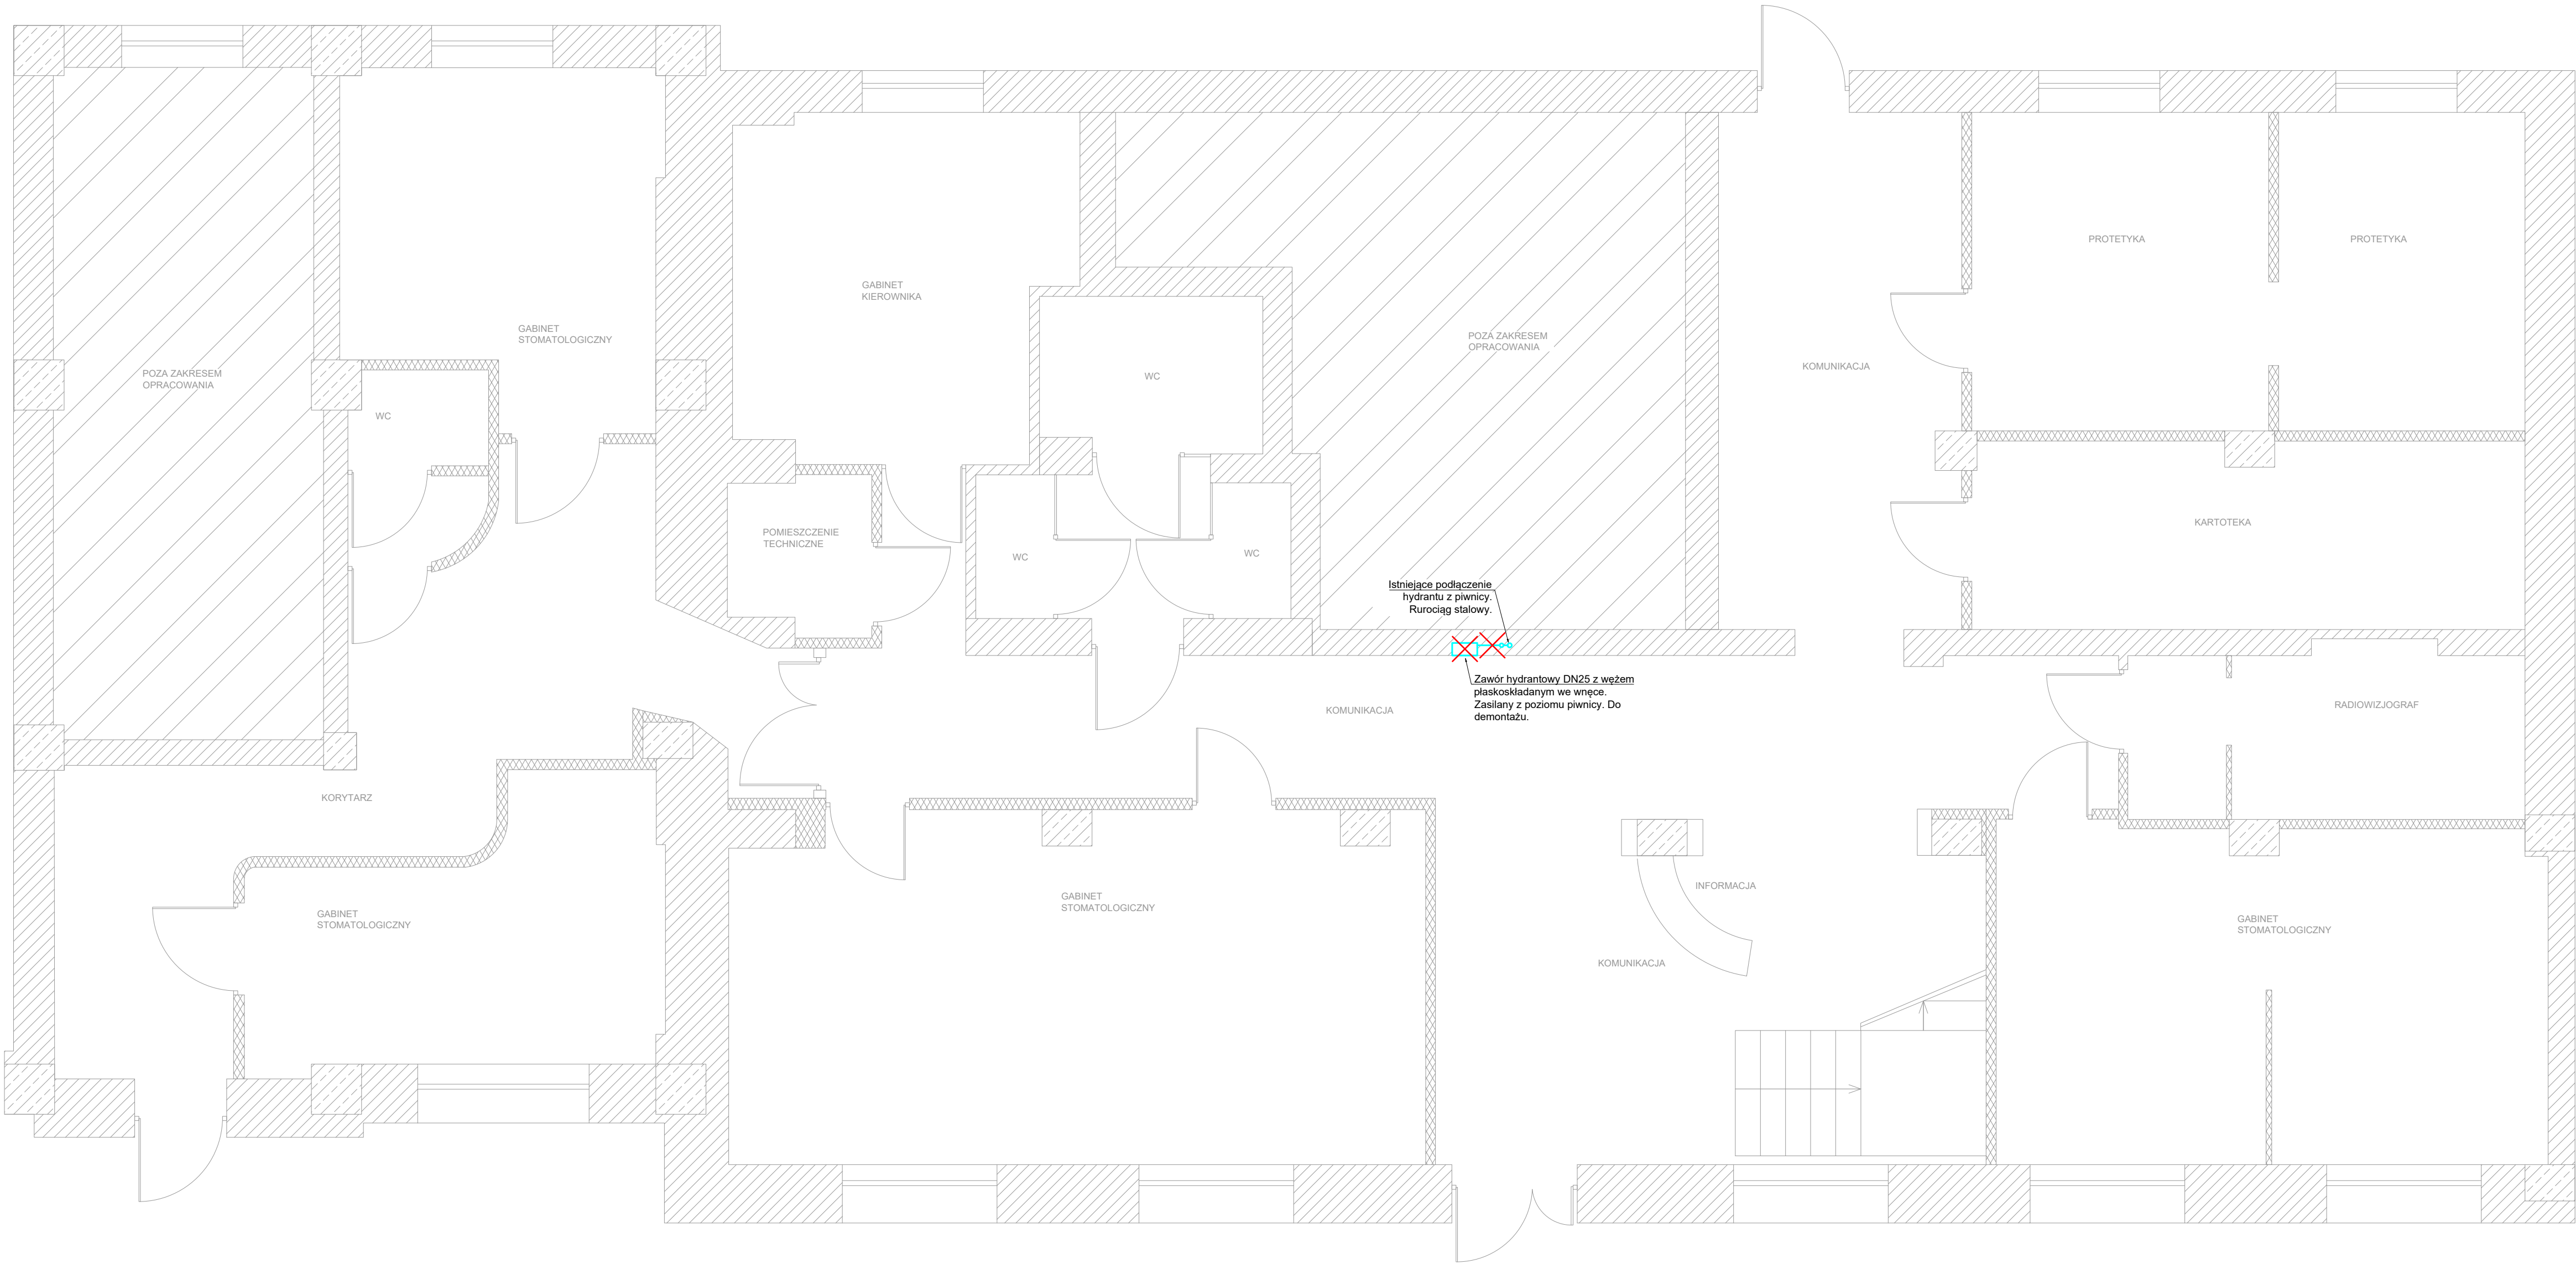 PROTETYKA
PROTETYKA
GABINET
KIEROWNIKA
GABINET
STOMATOLOGICZNY
POZA ZAKRESEM
OPRACOWANIA
KOMUNIKACJA
POZA ZAKRESEM
OPRACOWANIA
WC
WC
KARTOTEKA
POMIESZCZENIE
TECHNICZNE
WC
WC
Istniejące podłączenie
hydrantu z piwnicy.
Rurociąg stalowy.
Zawór hydrantowy DN25 z wężem
płaskoskładanym we wnęce.
Zasilany z poziomu piwnicy. Do
demontażu.
KOMUNIKACJA
RADIOWIZJOGRAF
KORYTARZ
INFORMACJA
GABINET
STOMATOLOGICZNY
GABINET
STOMATOLOGICZNY
GABINET
STOMATOLOGICZNY
KOMUNIKACJA